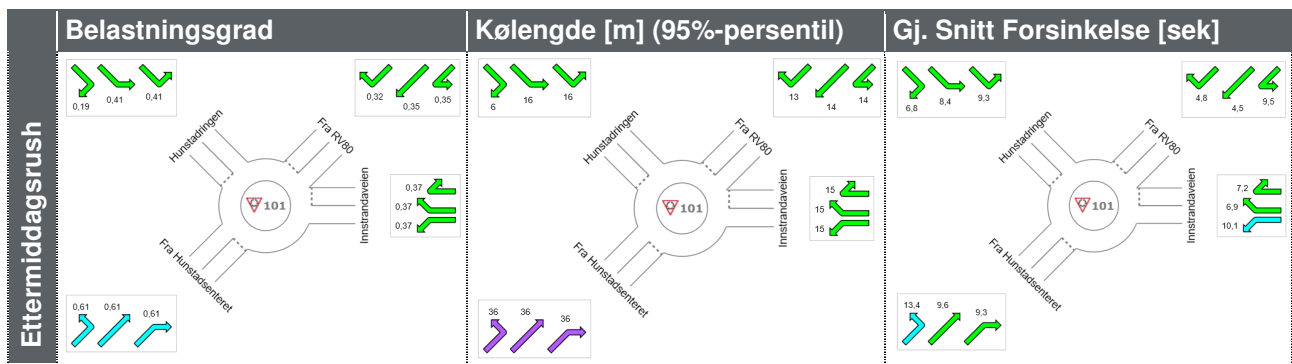 Ettermiddagsrush
Belastningsgrad
0,19 0,41 0,41
0,32 0,35 0,35
Hunstadringen
Fra RV80
0,37
0,37
0,37
Innstrandaveien
101
Fra Hunstadsenteret
0,61 0,61 0,61
Kølengde [m] (95%-persentil)
6 16 16
13 14 14
Hunstadringen
Fra RV80
15
15
15
Innstrandaveien
101
Fra Hunstadsenteret
36 36 36
Gj. Snitt Forsinkelse [sek]
6,8 8,4 9,3
4,8 4,5 9,5
Hunstadringen
Fra RV80
7,2
6,9
10,1
Innstrandaveien
101
Fra Hunstadsenteret
13,4 9,6 9,3